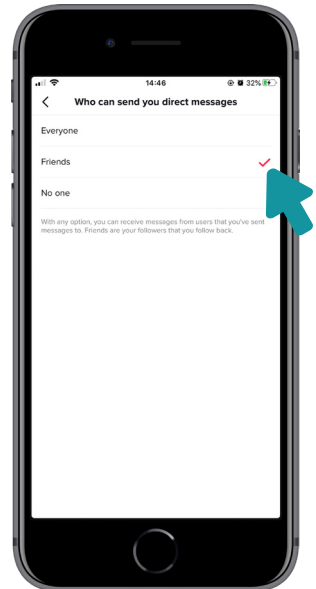 14:46
32%
Who can send you direct messages
Everyone
Friends
No one
With any option, you can receive messages from users that you've sent
messages to. Friends are your followers that you follow back.